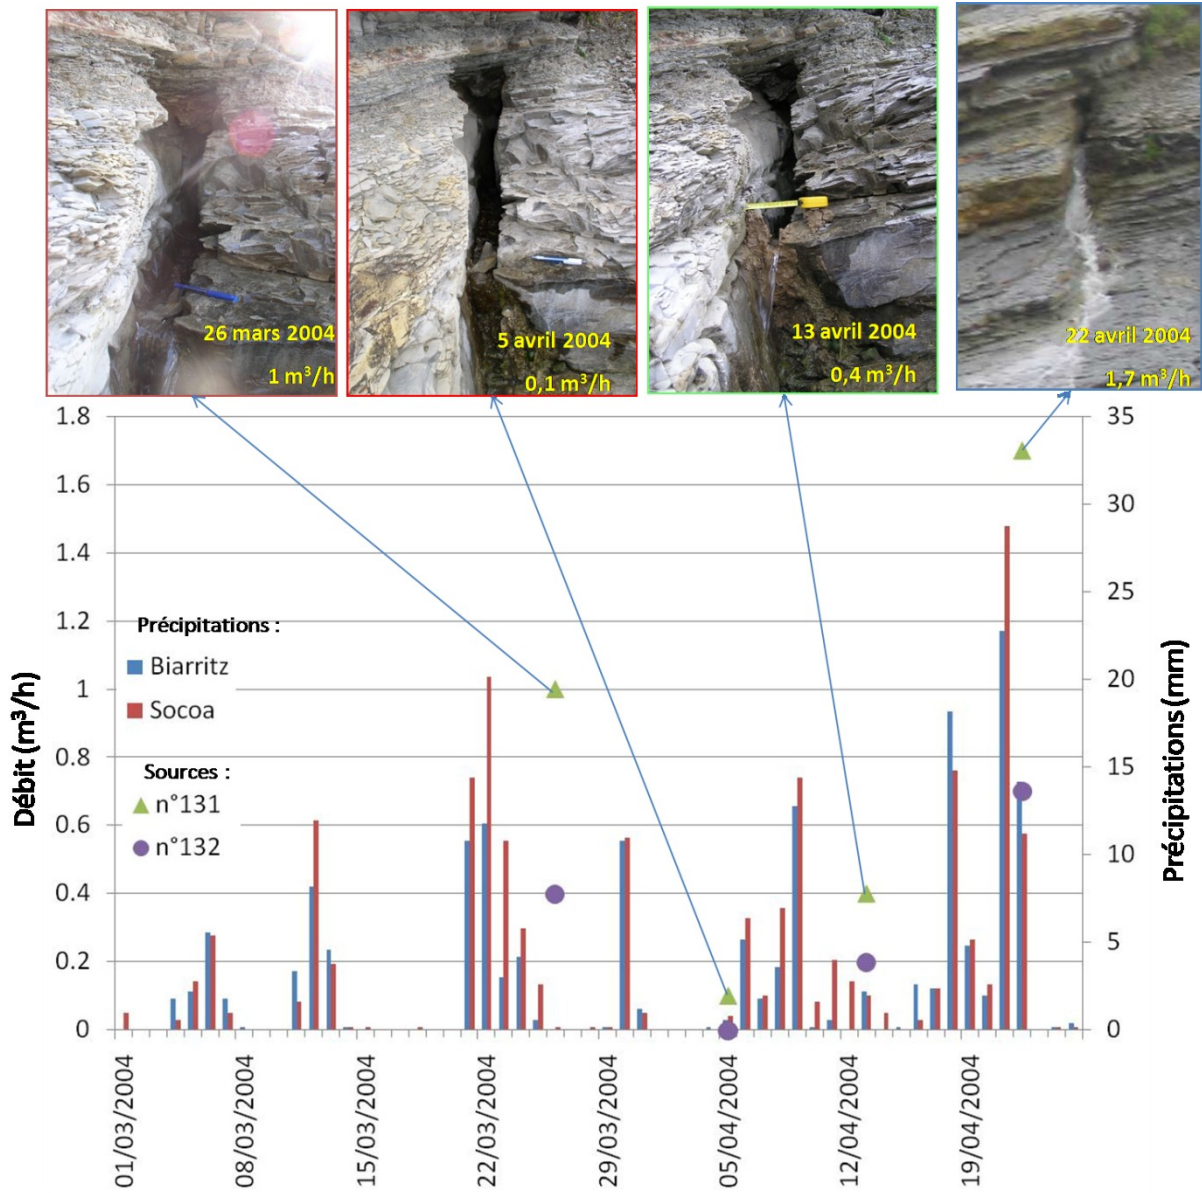 26 mars 2004
1 m³/h
5 avril 2004
0,1 m³/h
13 avril 2004
0,4 m³/h
22 avril 2004
1,7 m³/h
Débit (m³/h)
1.8
1.6
1.4
1.2
1
0.8
0.6
0.4
0.2
0
Précipitations :
Biarritz
Socoa
Sources :
n°131
n°132
35
30
25
20
15
10
5
0
Précipitations (mm)
01/03/2004
08/03/2004
15/03/2004
22/03/2004
29/03/2004
05/04/2004
12/04/2004
19/04/2004